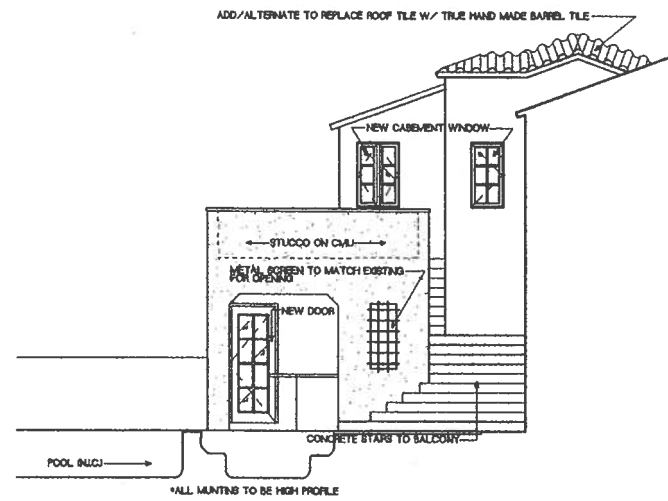 ADD/ALTERNATE TO REPLACE ROOF TILE W/ TRUE HAND MADE BARREL TILE
NEW CASEMENT WINDOW
STUCCO ON CMU
METAL SCREEN TO MATCH EXISTING
FOR OPENING
NEW DOOR
CONCRETE STARS TO BALCONY
POOL (N.I.C.)
*ALL MUNTINS TO BE HIGH PROFILE